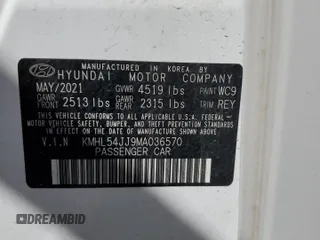 MANUFACTURED IN KOREA BY
HYUNDAI MOTOR COMPANY
MAY/2021 GVWR 4519 lbs PAINT WC9
GAWR FRONT 2513 lbs GAWR REAR 2315 lbs TRIM REY
THIS VEHICLE CONFORMS TO ALL APPLICABLE U.S.A. FEDERAL
MOTOR VEHICLE SAFETY, BUMPER, AND THEFT PREVENTION
STANDARDS IN EFFECT ON THE DATE OF MANUFACTURE
SHOWN ABOVE.
V.I.N KMHL54JJ9MA036570
PASSENGER CAR
DREAMBID